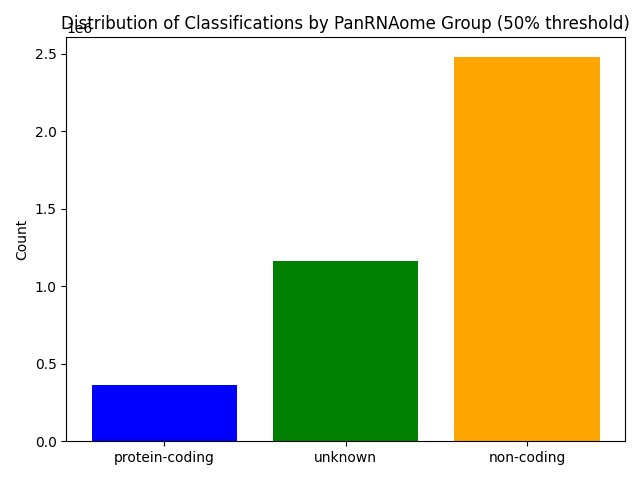 Distribution of Classifications by PanRNAome Group (50% threshold)
1e6
2.5
2.0
1.5
1.0
0.5
0.0
Count
protein-coding
unknown
non-coding